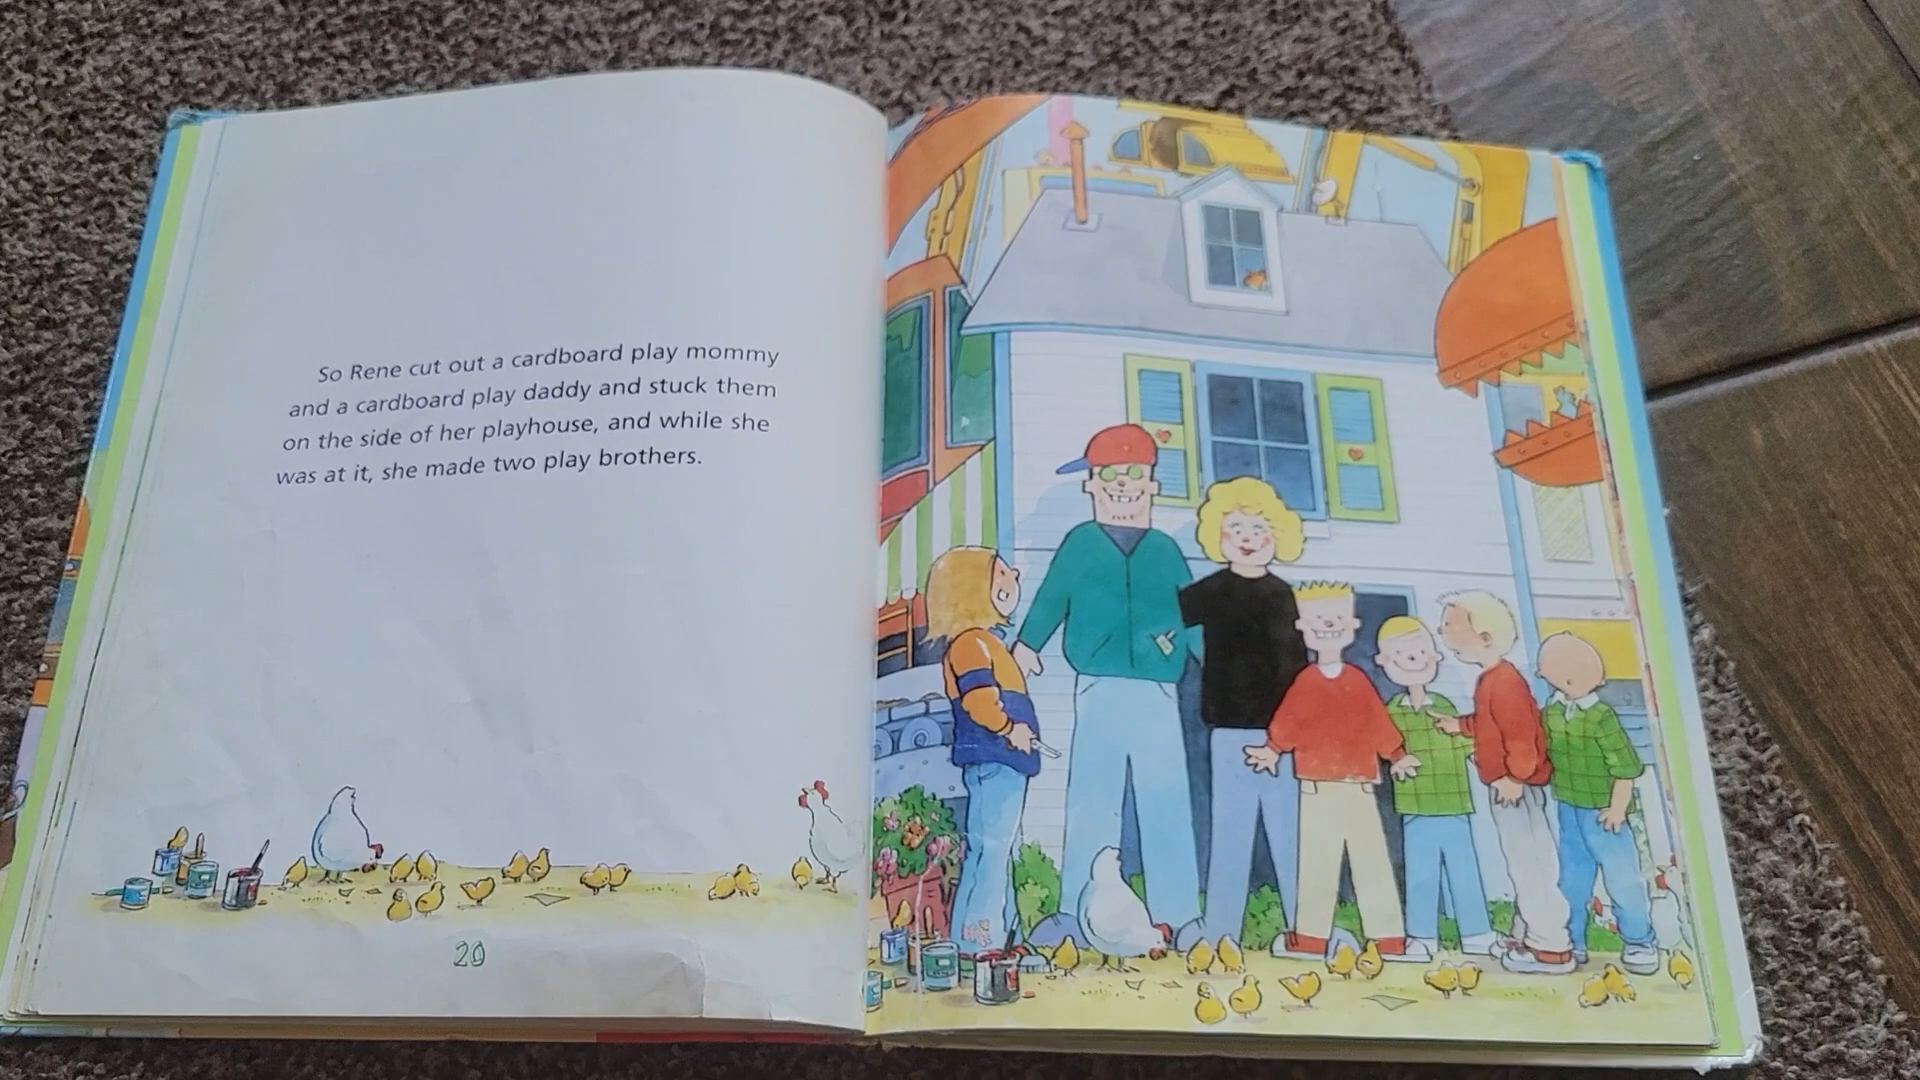 So Rene cut out a cardboard play mommy
and a cardboard play daddy and stuck them
on the side of her playhouse, and while she
was at it, she made two play brothers.
20